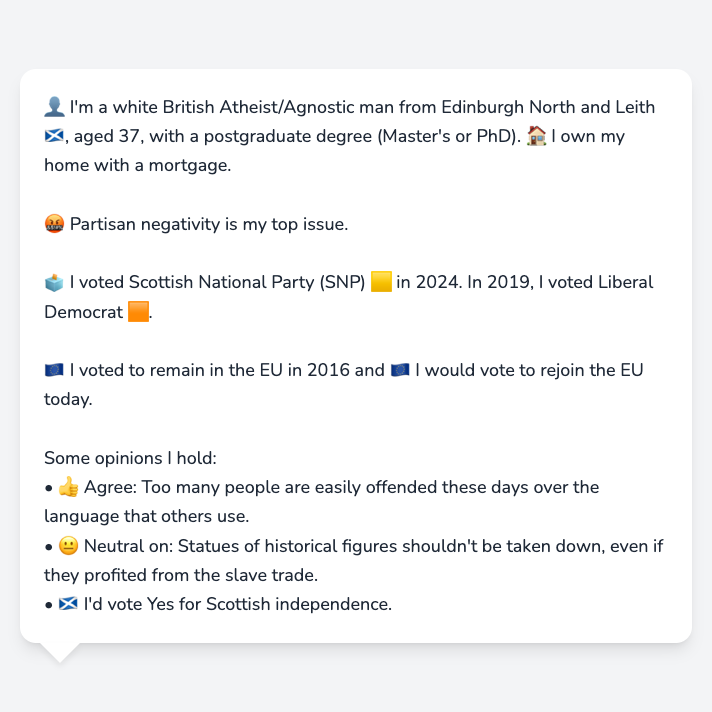 👤 I'm a white British Atheist/Agnostic man from Edinburgh North and Leith
🏴󠁧󠁢󠁳󠁣󠁴󠁿, aged 37, with a postgraduate degree (Master's or PhD). 🏠 I own my
home with a mortgage.
🤬 Partisan negativity is my top issue.
🗳️ I voted Scottish National Party (SNP) 🟨 in 2024. In 2019, I voted Liberal
Democrat 🟧.
🇪🇺 I voted to remain in the EU in 2016 and 🇪🇺 I would vote to rejoin the EU
today.
Some opinions I hold:
• 👍 Agree: Too many people are easily offended these days over the
language that others use.
• 😐 Neutral on: Statues of historical figures shouldn't be taken down, even if
they profited from the slave trade.
• 🏴󠁧󠁢󠁳󠁣󠁴󠁿 I'd vote Yes for Scottish independence.